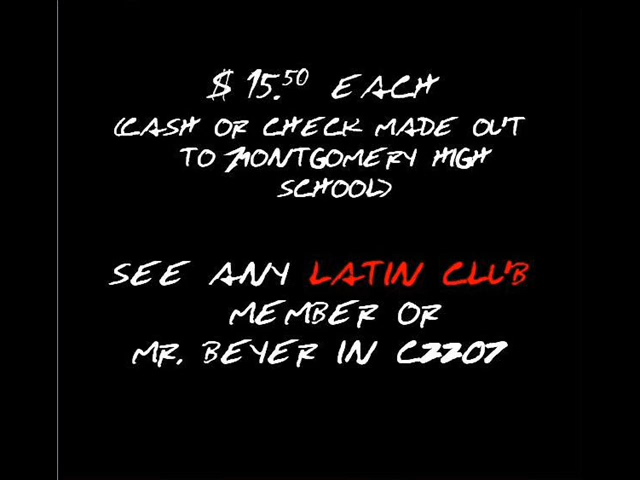 $ 15.50 EACH
(CASH OR CHECK MADE OUT
TO MONTGOMERY HIGH
SCHOOL)
SEE ANY LATIN CLUB
MEMBER OR
MR. BEYER IN C2207